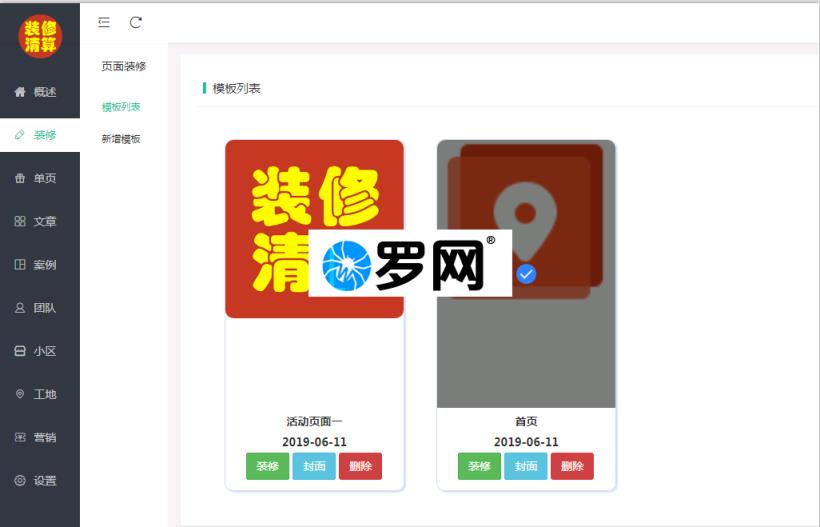 装修
清算
概述
装修
单页
文章
案例
团队
小区
工地
营销
设置
页面装修
模板列表
新增模板
模板列表
装修
清
罗网®
活动页面一
2019-06-11
装修 封面 删除
首页
2019-06-11
装修 封面 删除